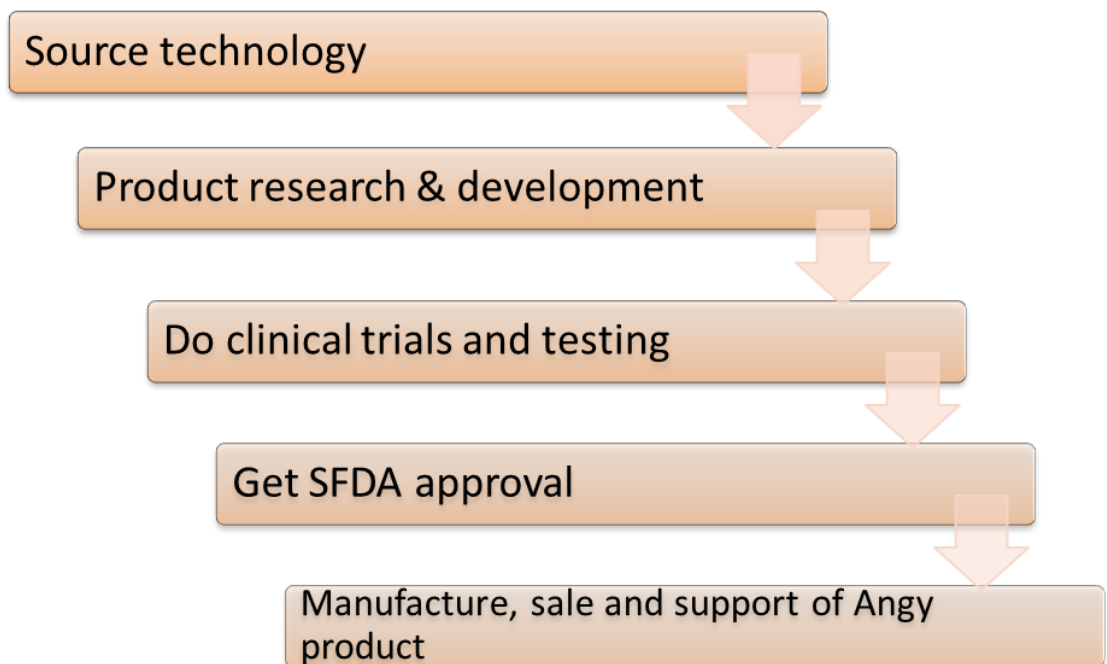 Source technology
Product research & development
Do clinical trials and testing
Get SFDA approval
Manufacture, sale and support of Angy
product